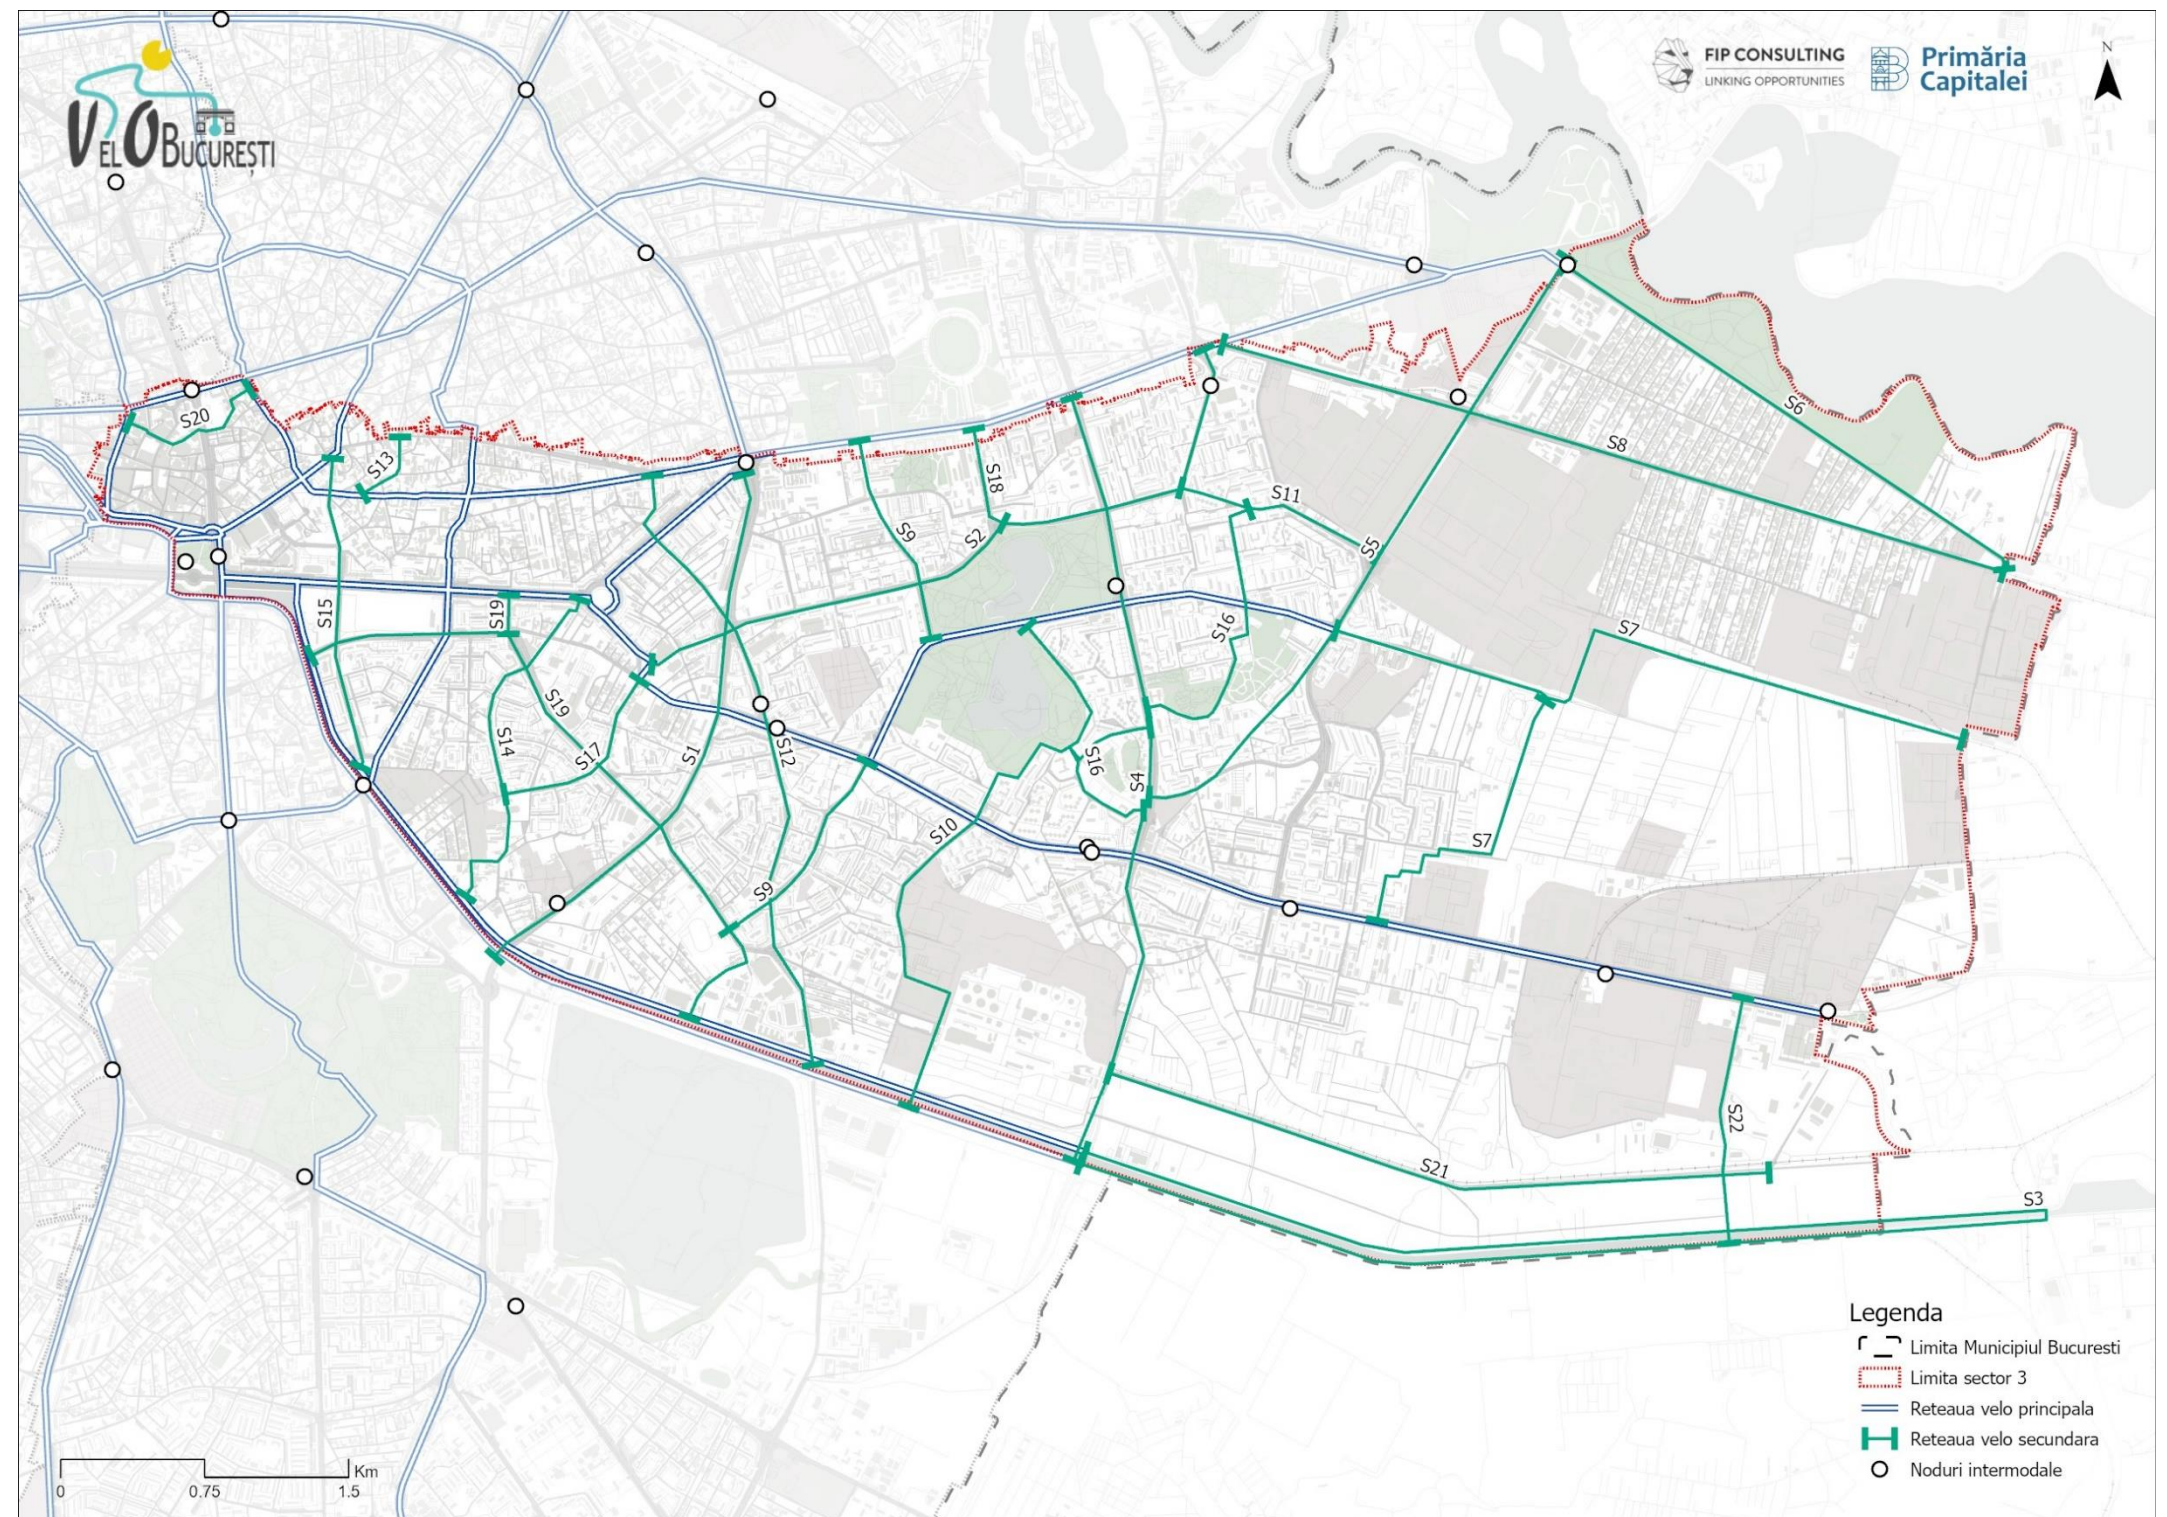 VELO BUCUREȘTI
FIP CONSULTING
LINKING OPPORTUNITIES
Primăria
Capitalei
N
S20
S13
S18
S2
S9
S11
S5
S8
S6
S15
S19
S16
S7
S19
S14
S17
S1
S12
S16
S4
S10
S7
S9
S22
S21
S3
Legenda
Limita Municipiul Bucuresti
Limita sector 3
Reteaua velo principala
Reteaua velo secundara
Noduri intermodale
Km
0
0.75
1.5